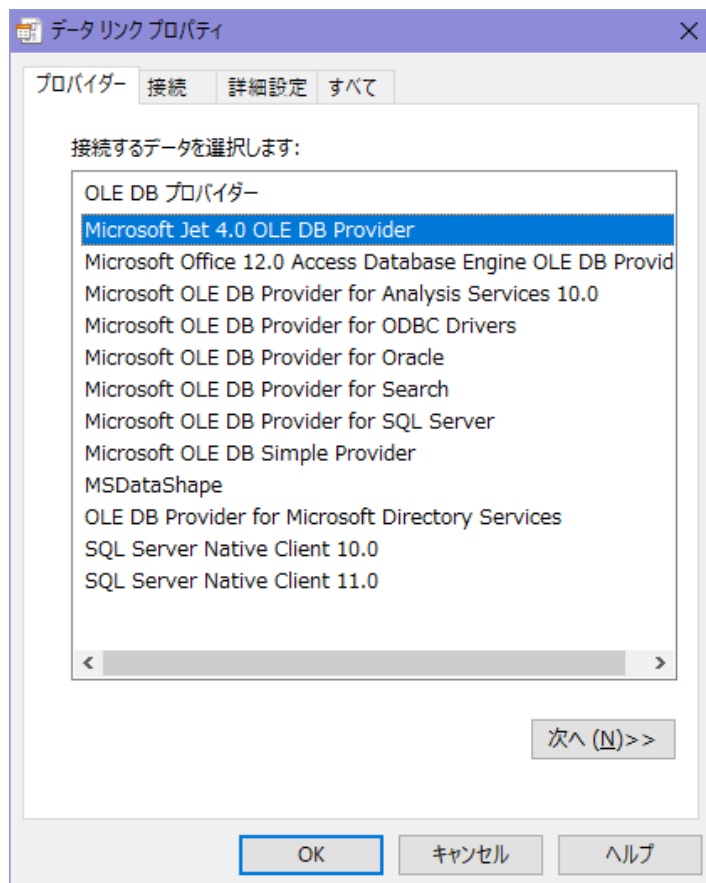 データ リンク プロパティ
プロバイダー 接続 詳細設定 すべて
接続するデータを選択します:
OLE DB プロバイダー
Microsoft Jet 4.0 OLE DB Provider
Microsoft Office 12.0 Access Database Engine OLE DB Provid
Microsoft OLE DB Provider for Analysis Services 10.0
Microsoft OLE DB Provider for ODBC Drivers
Microsoft OLE DB Provider for Oracle
Microsoft OLE DB Provider for Search
Microsoft OLE DB Provider for SQL Server
Microsoft OLE DB Simple Provider
MSDataShape
OLE DB Provider for Microsoft Directory Services
SQL Server Native Client 10.0
SQL Server Native Client 11.0
次へ (N)>>
OK キャンセル ヘルプ